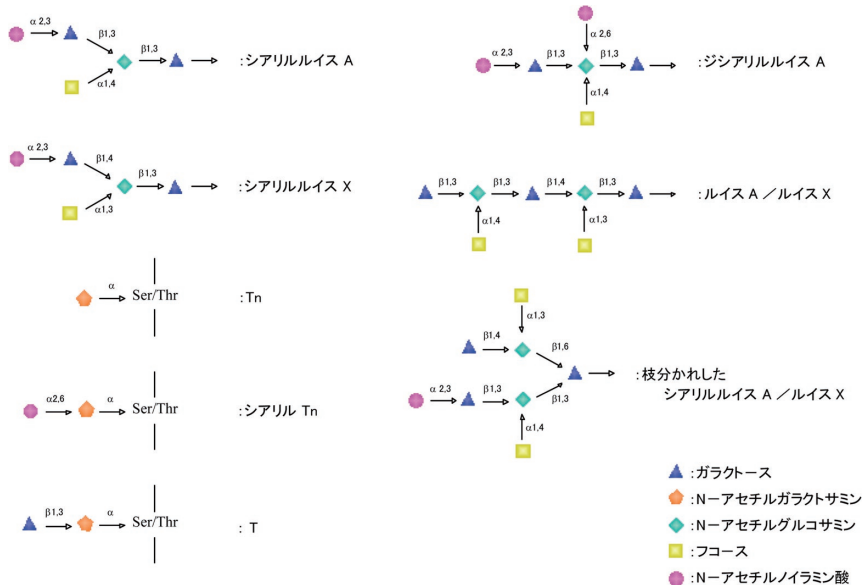 α 2,3
β1,3
β1,3
α1,4
:シアリルルイス A
α 2,3
β1,4
β1,3
α1,3
:シアリルルイス X
α
Ser/Thr
:Tn
α2,6
α
Ser/Thr
:シアリル Tn
β1,3
α
Ser/Thr
: T
α 2,6
α 2,3
β1,3
β1,3
α1,4
:ジシアリルルイス A
β1,3
β1,3
β1,4
β1,3
α1,4
α1,3
:ルイス A /ルイス X
α1,3
β1,4
β1,6
α 2,3
β1,3
β1,3
α1,4
:枝分かれした
シアリルルイス A /ルイス X
:ガラクトース
:N-アセチルガラクトサミン
:N-アセチルグルコサミン
:フコース
:N-アセチルノイラミン酸